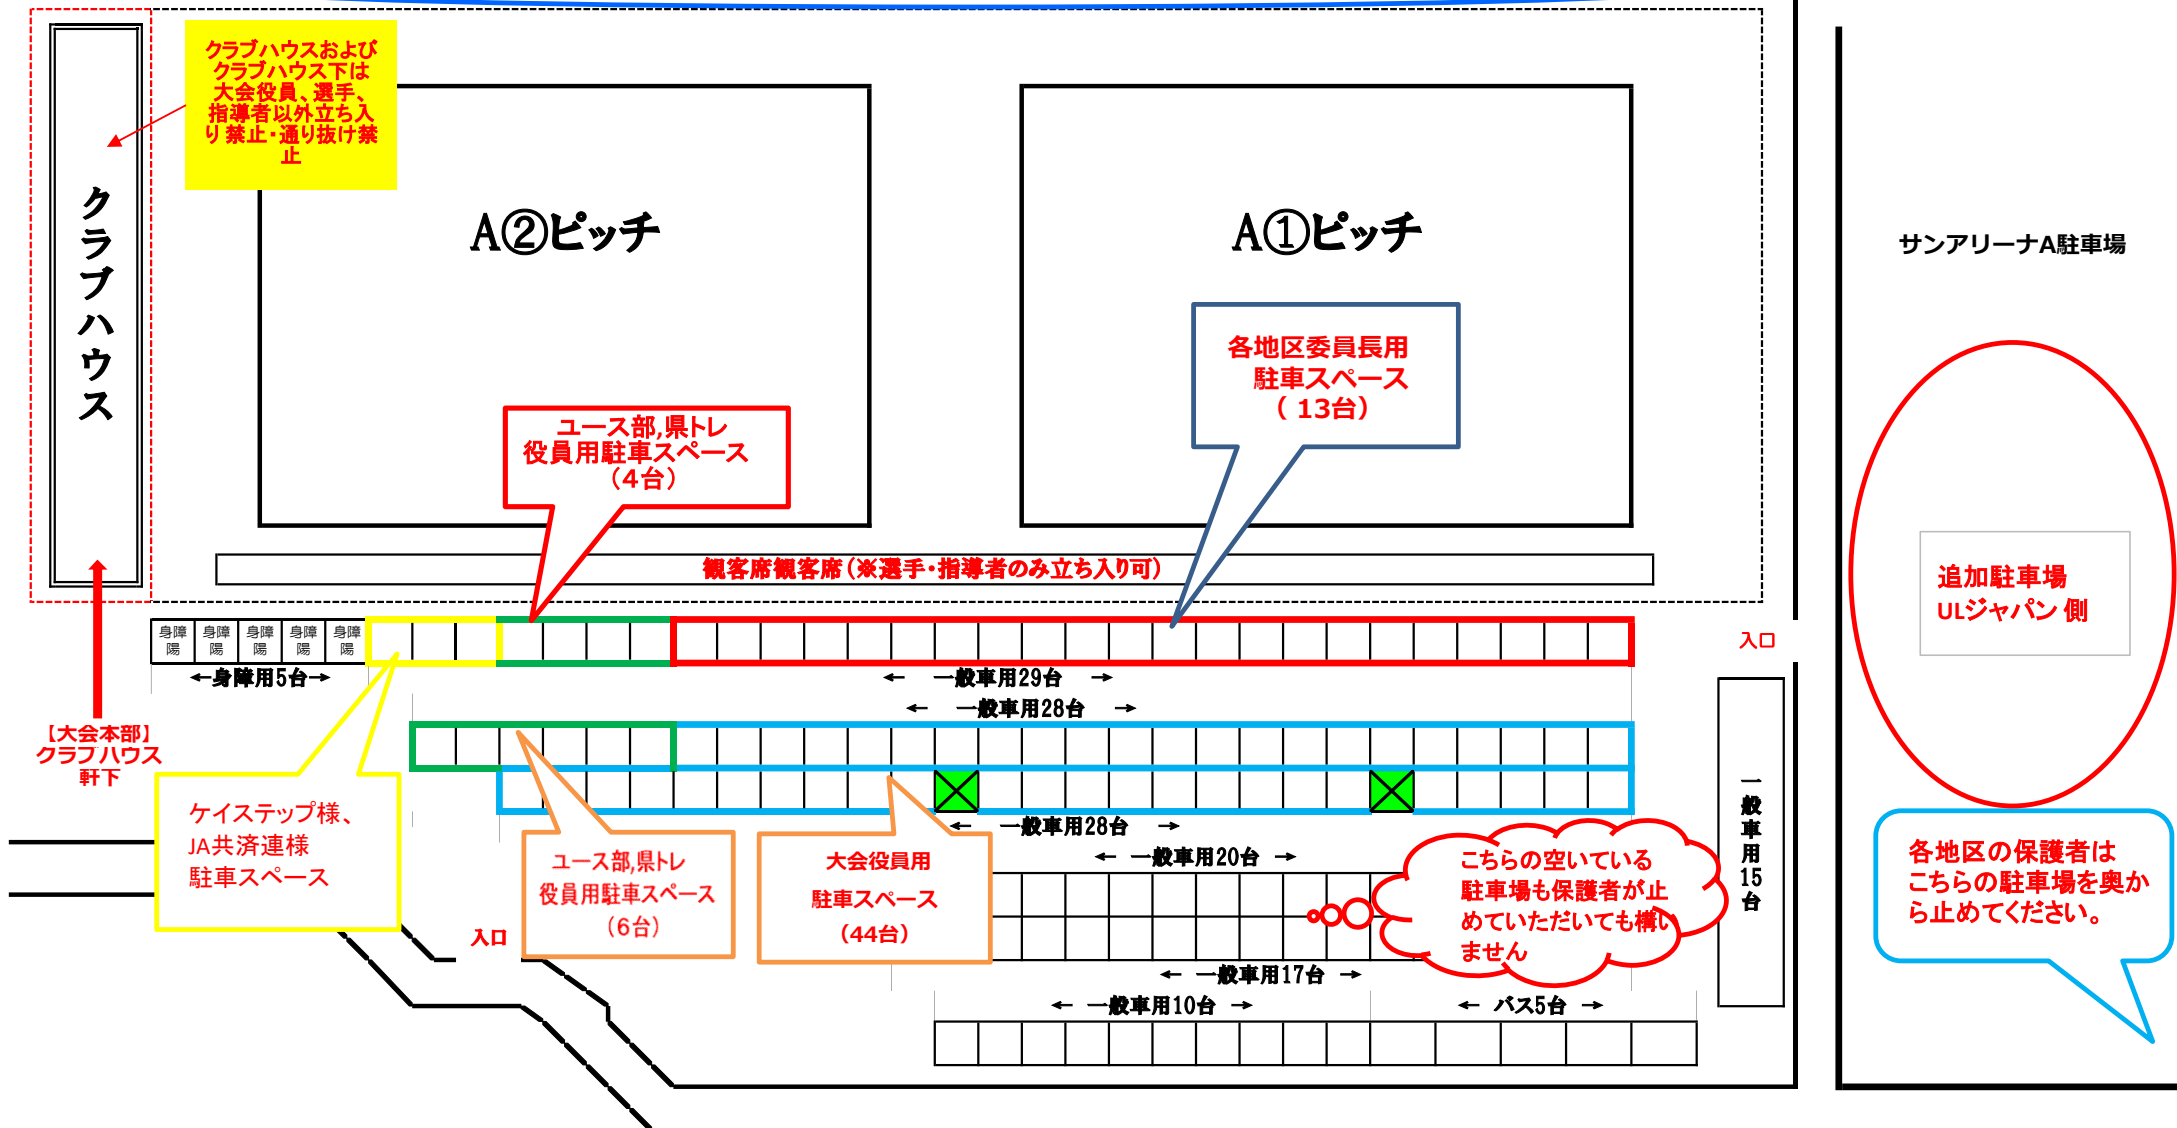 クラブハウスおよび
クラブハウス下は
大会役員、選手、
指導者以外立ち入
り禁止・通り抜け禁
止
クラブハウス
A②ピッチ
A①ピッチ
サンアリーナA駐車場
各地区委員長用
駐車スペース
（ 13台）
ユース部,県トレ
役員用駐車スペース
（4台）
追加駐車場
ULジャパン 側
観客席観客席（※選手・指導者のみ立ち入り可）
身障
陽
身障
陽
身障
陽
身障
陽
身障
陽
入口
←身障用5台→
← 一般車用29台 →
← 一般車用28台 →
【大会本部】
クラブハウス
軒下
ケイステップ様、
JA共済連様
駐車スペース
ユース部,県トレ
役員用駐車スペース
（6台）
大会役員用
駐車スペース
（44台）
← 一般車用28台 →
← 一般車用20台 →
こちらの空いている
駐車場も保護者が止
めていただいても構い
ません
一般車用15台
各地区の保護者は
こちらの駐車場を奥か
ら止めてください。
入口
← 一般車用17台 →
← 一般車用10台 →
← バス5台 →